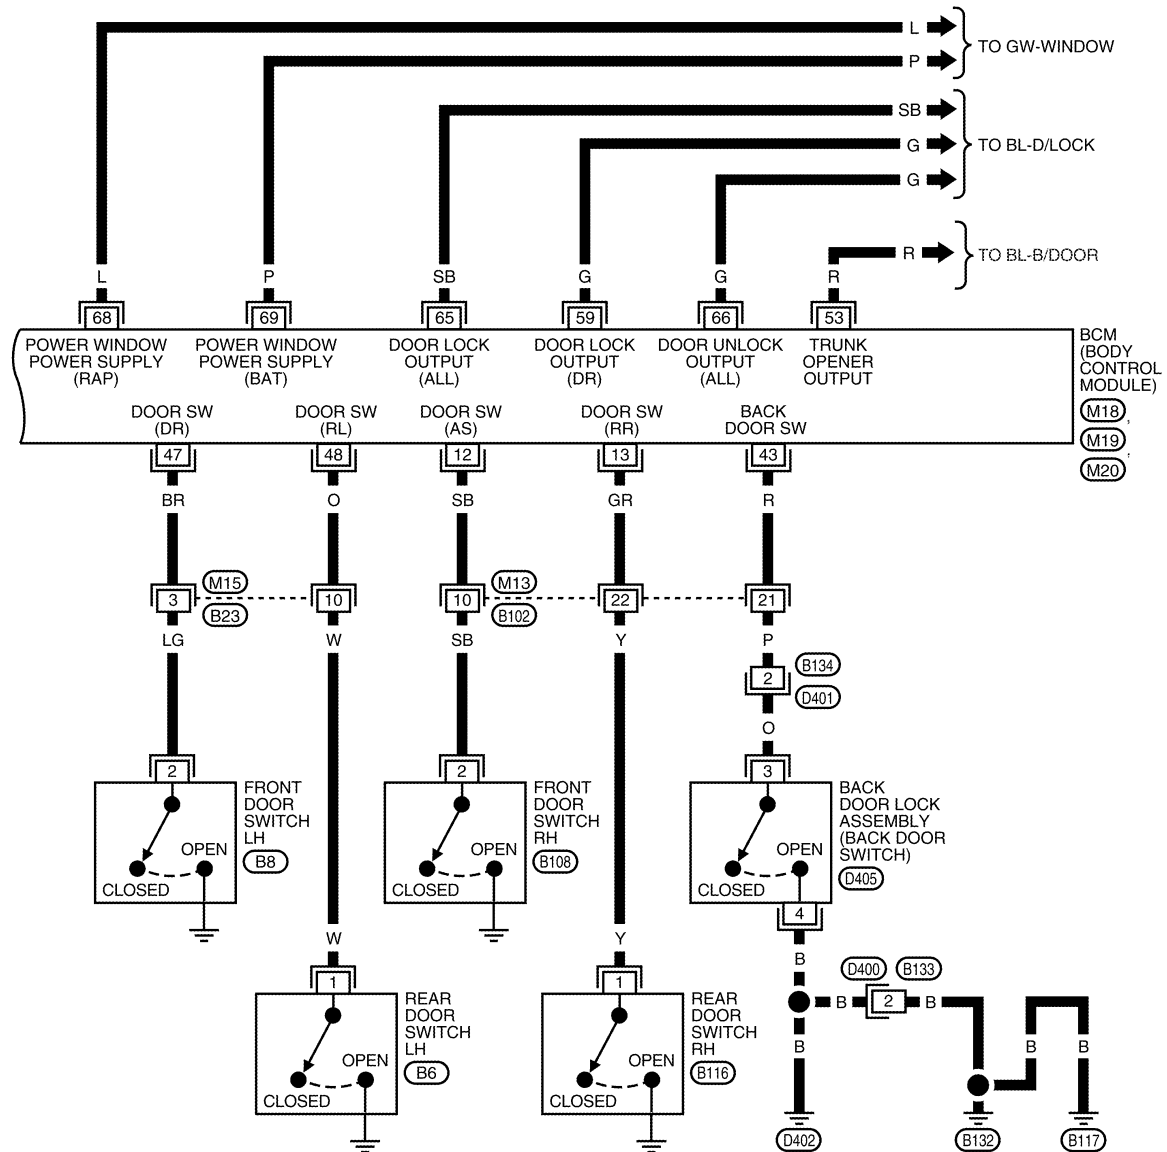 L
TO GW-WINDOW
P
SB
G
TO BL-D/LOCK
G
R
TO BL-B/DOOR
L
P
SB
G
G
R
68
69
65
59
66
53
POWER WINDOW
POWER SUPPLY
(RAP)
POWER WINDOW
POWER SUPPLY
(BAT)
DOOR LOCK
OUTPUT
(ALL)
DOOR LOCK
OUTPUT
(DR)
DOOR UNLOCK
OUTPUT
(ALL)
TRUNK
OPENER
OUTPUT
BCM
(BODY
CONTROL
MODULE)
M18 ,
M19 ,
M20
DOOR SW
(DR)
DOOR SW
(RL)
DOOR SW
(AS)
DOOR SW
(RR)
BACK
DOOR SW
47
48
12
13
43
BR
O
SB
GR
R
3
M15
B23
10
10
M13
B102
22
21
LG
W
SB
Y
P
2
B134
D401
O
2
2
3
FRONT
DOOR
SWITCH
LH
B8
OPEN
CLOSED
FRONT
DOOR
SWITCH
RH
B108
OPEN
CLOSED
BACK
DOOR LOCK
ASSEMBLY
(BACK DOOR
SWITCH)
D405
OPEN
CLOSED
4
W
Y
B
1
1
REAR
DOOR
SWITCH
LH
B6
OPEN
CLOSED
REAR
DOOR
SWITCH
RH
B116
OPEN
CLOSED
D400
B133
B
2
B
B
B
B
D402
B132
B117